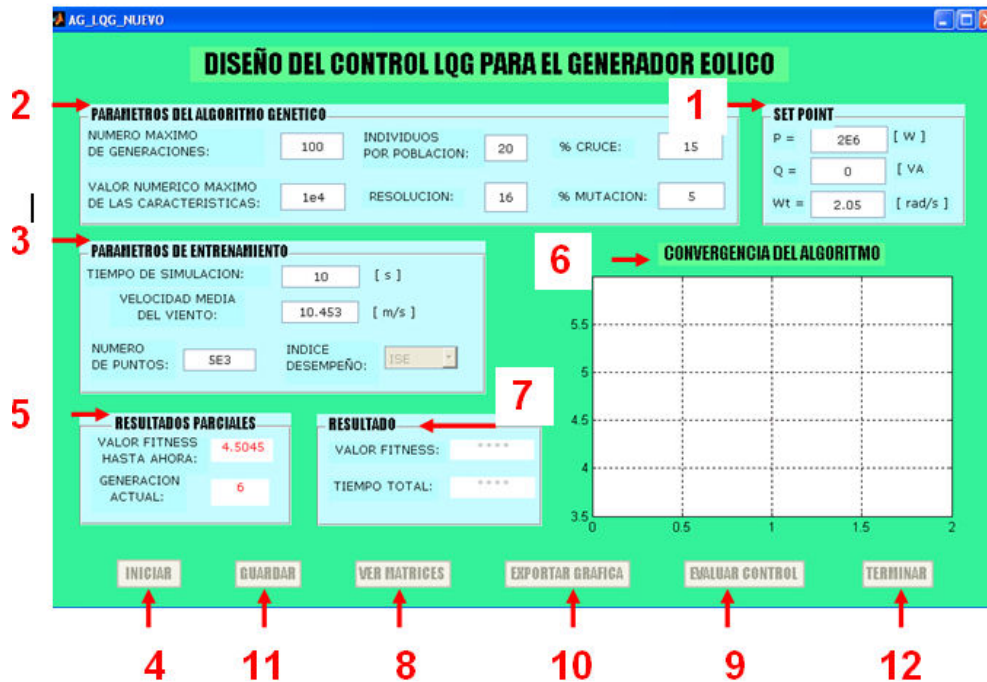 AG_LQG_NUEVO
DISEÑO DEL CONTROL LQG PARA EL GENERADOR EOLICO
2
PARAMETROS DEL ALGORITMO GENETICO
NUMERO MAXIMO
DE GENERACIONES:
100
INDIVIDUOS
POR POBLACION:
20
% CRUCE:
15
VALOR NUMERICO MAXIMO
DE LAS CARACTERISTICAS:
1e4
RESOLUCION:
16
% MUTACION:
5
1
SET POINT
P = 2E6 [ W ]
Q = 0 [ VA
Wt = 2.05 [ rad/s ]
3
PARAMETROS DE ENTRENAMIENTO
TIEMPO DE SIMULACION: 10 [ s ]
VELOCIDAD MEDIA
DEL VIENTO:
10.453 [ m/s ]
NUMERO
DE PUNTOS:
5E3
INDICE
DESEMPEÑO:
ISE
6
CONVERGENCIA DEL ALGORITMO
5.5
5
4.5
4
3.5
0 0.5 1 1.5 2
5
RESULTADOS PARCIALES
VALOR FITNESS
HASTA AHORA:
4.5045
GENERACION
ACTUAL:
6
7
RESULTADO
VALOR FITNESS: ****
TIEMPO TOTAL: ****
INICIAR GUARDAR VER MATRICES EXPORTAR GRAFICA EVALUAR CONTROL TERMINAR
4 11 8 10 9 12